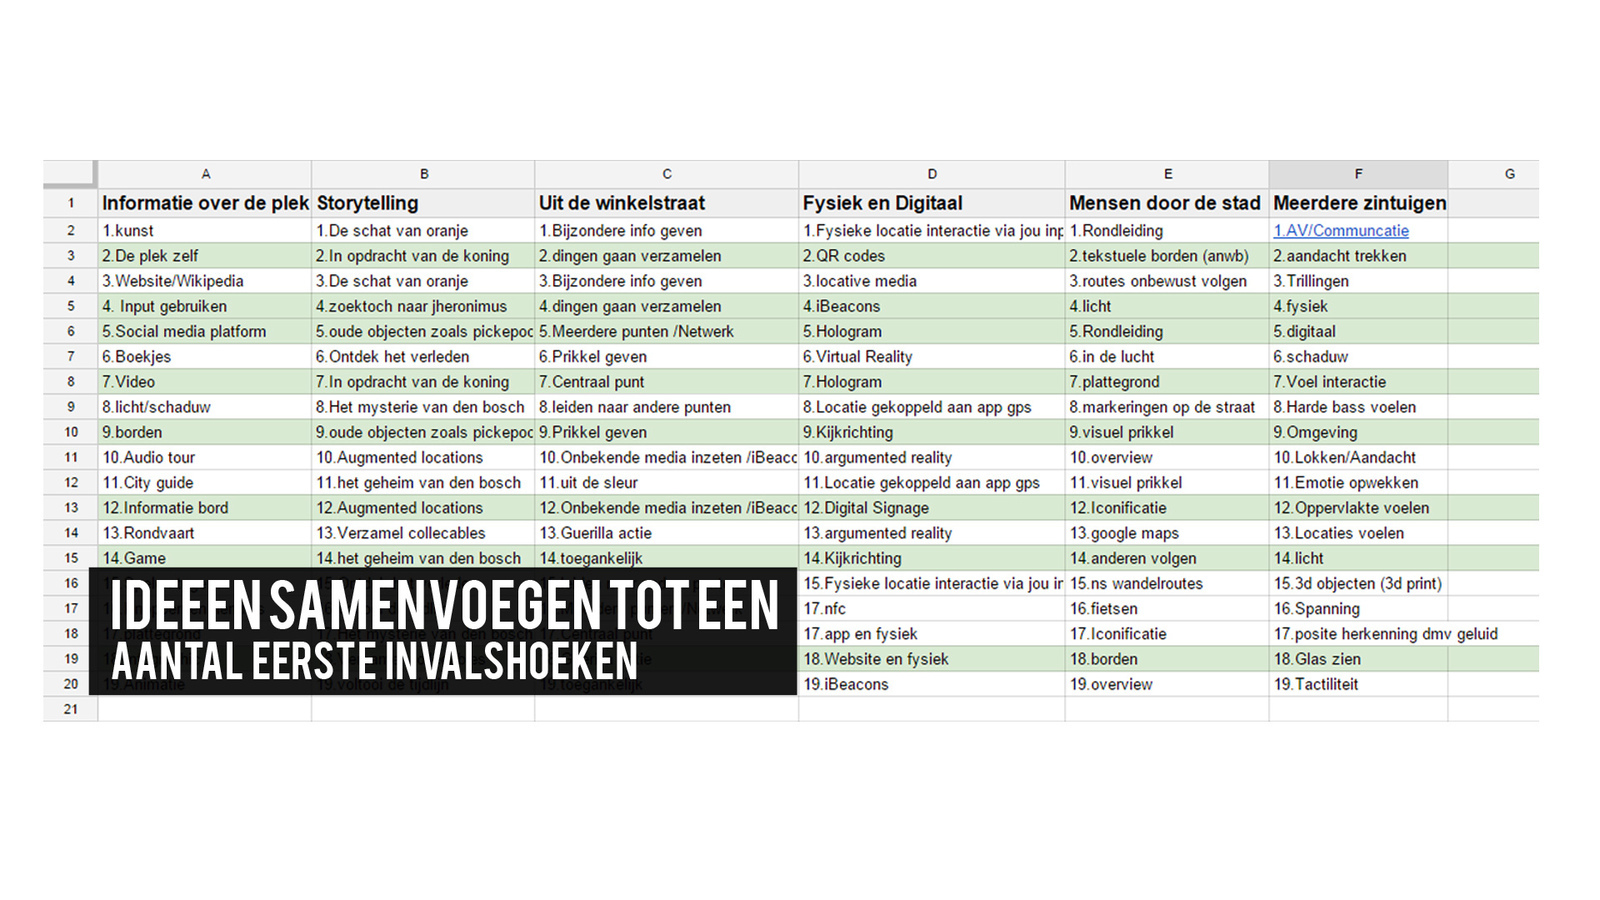 A B C D E F G
1 Informatie over de plek Storytelling Uit de winkelstraat Fysiek en Digitaal Mensen door de stad Meerdere zintuigen
2 1.kunst 1.De schat van oranje 1.Bijzondere info geven 1.Fysieke locatie interactie via jou inp 1.Rondleiding 1.AV/Communcatie
3 2.De plek zelf 2.In opdracht van de koning 2.dingen gaan verzamelen 2.QR codes 2.tekstuele borden (anwb) 2.aandacht trekken
4 3.Website/Wikipedia 3.De schat van oranje 3.Bijzondere info geven 3.locative media 3.routes onbewust volgen 3.Trillingen
5 4. Input gebruiken 4.zoektoch naar jheronimus 4.dingen gaan verzamelen 4.iBeacons 4.licht 4.fysiek
6 5.Social media platform 5.oude objecten zoals pickepoc 5.Meerdere punten /Netwerk 5.Hologram 5.Rondleiding 5.digitaal
7 6.Boekjes 6.Ontdek het verleden 6.Prikkel geven 6.Virtual Reality 6.in de lucht 6.schaduw
8 7.Video 7.In opdracht van de koning 7.Centraal punt 7.Hologram 7.plattegrond 7.Voel interactie
9 8.licht/schaduw 8.Het mysterie van den bosch 8.leiden naar andere punten 8.Locatie gekoppeld aan app gps 8.markeringen op de straat 8.Harde bass voelen
10 9.borden 9.oude objecten zoals pickepoc 9.Prikkel geven 9.Kijkrichting 9.visuel prikkel 9.Omgeving
11 10.Audio tour 10.Augmented locations 10.Onbekende media inzeten /iBeacc 10.argumented reality 10.overview 10.Lokken/Aandacht
12 11.City guide 11.het geheim van den bosch 11.uit de sleur 11.Locatie gekoppeld aan app gps 11.visuel prikkel 11.Emotie opwekken
13 12.Informatie bord 12.Augmented locations 12.Onbekende media inzeten /iBeacc 12.Digital Signage 12.Iconificatie 12.Oppervlakte voelen
14 13.Rondvaart 13.Verzamel collecables 13.Guerilla actie 13.argumented reality 13.google maps 13.Locaties voelen
15 14.Game 14.het geheim van den bosch 14.toegankelijk 14.Kijkrichting 14.anderen volgen 14.licht
16 15.Fysieke locatie interactie via jou ir 15.ns wandelroutes 15.3d objecten (3d print)
17 17.nfc 16.fietsen 16.Spanning
18 17.plattegrond 17.Het mysterie van den bosch 17.Centraal punt 17.app en fysiek 17.Iconificatie 17.posite herkenning dmv geluid
19 18.Website en fysiek 18.borden 18.Glas zien
20 19.Animatie 19.voltooi de tijdlijn 19.toegankelijk 19.iBeacons 19.overview 19.Tactiliteit
21
IDEEEN SAMENVOEGEN TOT EEN
AANTAL EERSTE INVALSHOEKEN